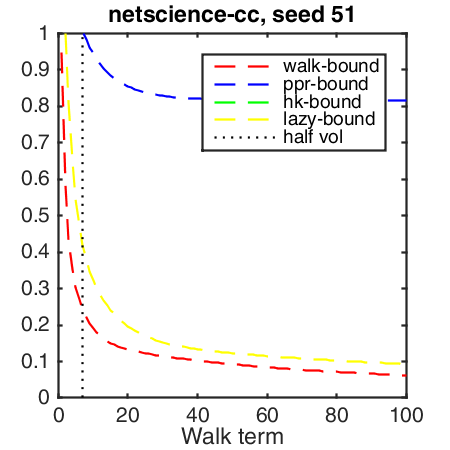 netscience-cc, seed 51
1
0.9
0.8
0.7
0.6
0.5
0.4
0.3
0.2
0.1
0
walk-bound
ppr-bound
hk-bound
lazy-bound
half vol
0 20 40 60 80 100
Walk term